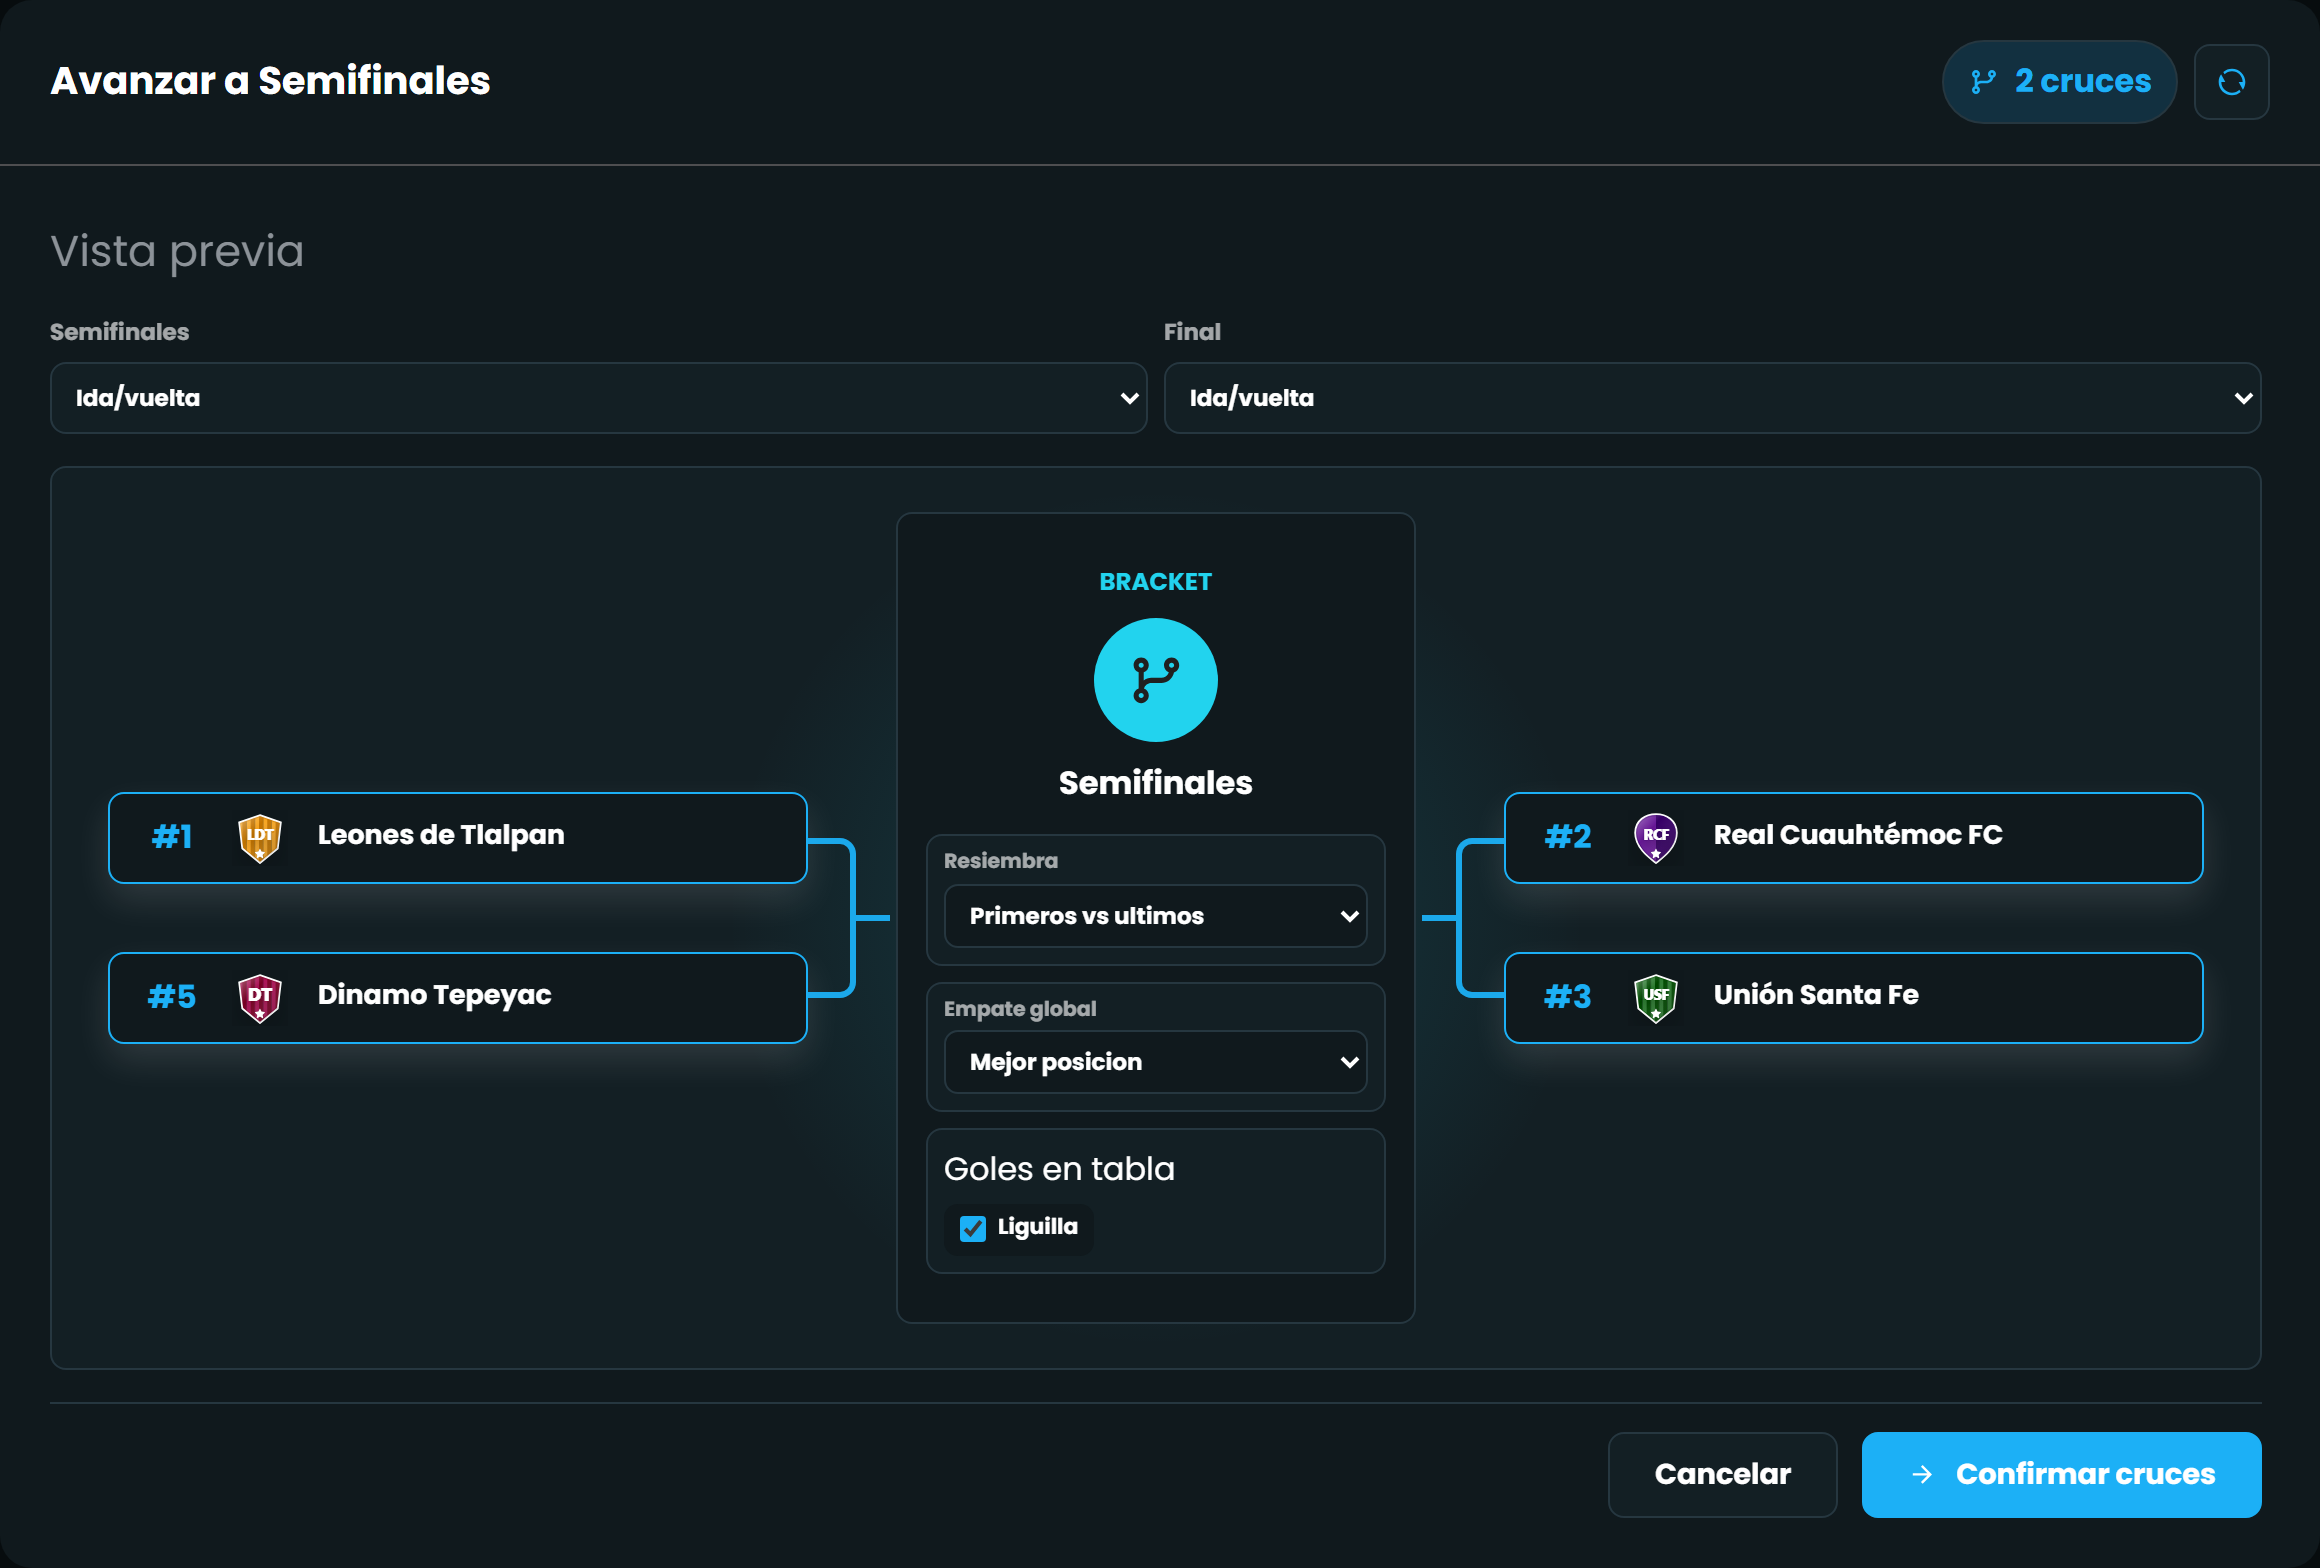 Avanzar a Semifinales
2 cruces
Vista previa
Semifinales
Final
Ida/vuelta
Ida/vuelta
BRACKET
Semifinales
#1 LDT Leones de Tlalpan
#5 DT Dinamo Tepeyac
Resiembra
Primeros vs ultimos
Empate global
Mejor posicion
Goles en tabla
Liguilla
#2 RCF Real Cuauhtémoc FC
#3 USF Unión Santa Fe
Cancelar
Confirmar cruces